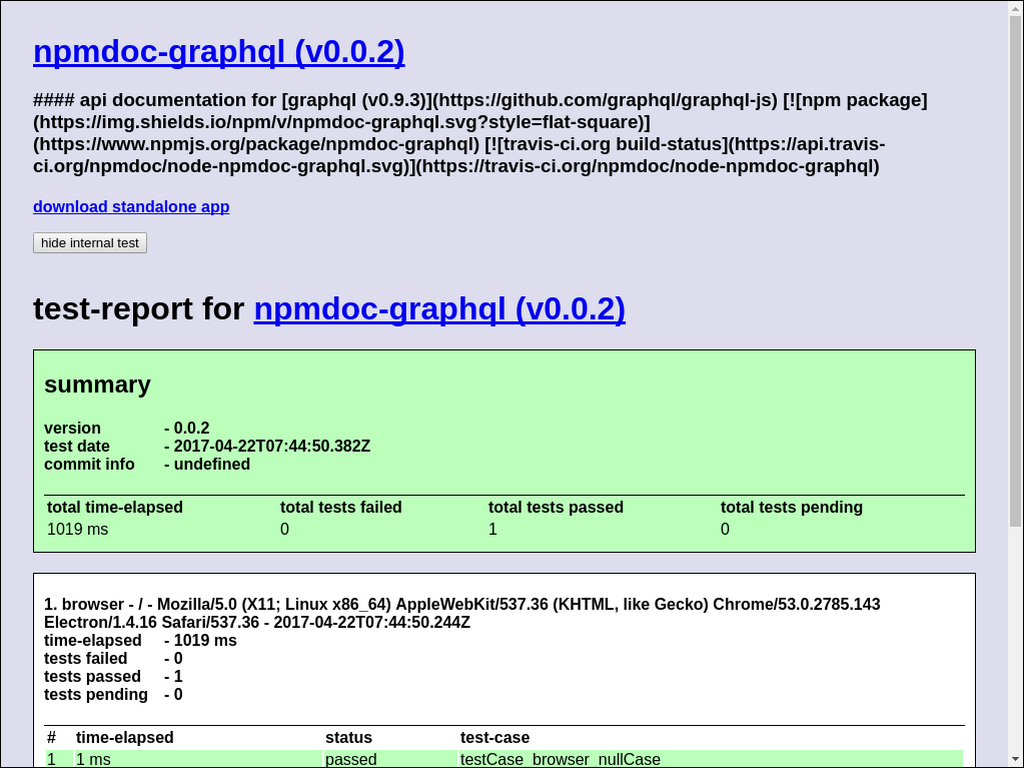 npmdoc-graphql (v0.0.2)
#### api documentation for [graphql (v0.9.3)](https://github.com/graphql/graphql-js) [![npm package]
(https://img.shields.io/npm/v/npmdoc-graphql.svg?style=flat-square)]
(https://www.npmjs.org/package/npmdoc-graphql) [![travis-ci.org build-status](https://api.travis-
ci.org/npmdoc/node-npmdoc-graphql.svg)](https://travis-ci.org/npmdoc/node-npmdoc-graphql)
download standalone app
hide internal test
test-report for npmdoc-graphql (v0.0.2)
summary
version - 0.0.2
test date - 2017-04-22T07:44:50.382Z
commit info - undefined
total time-elapsed total tests failed total tests passed total tests pending
1019 ms 0 1 0
1. browser - / - Mozilla/5.0 (X11; Linux x86_64) AppleWebKit/537.36 (KHTML, like Gecko) Chrome/53.0.2785.143
Electron/1.4.16 Safari/537.36 - 2017-04-22T07:44:50.244Z
time-elapsed - 1019 ms
tests failed - 0
tests passed - 1
tests pending - 0
# time-elapsed status test-case
1 1 ms passed testCase_browser_nullCase